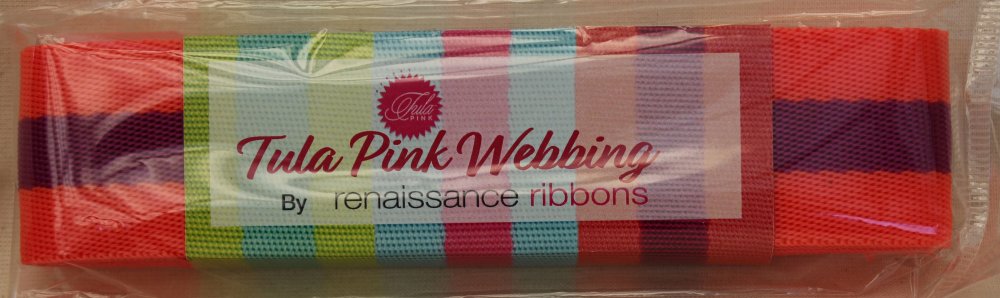 Tula
PINK
Tula Pink Webbing
By renaissance ribbons